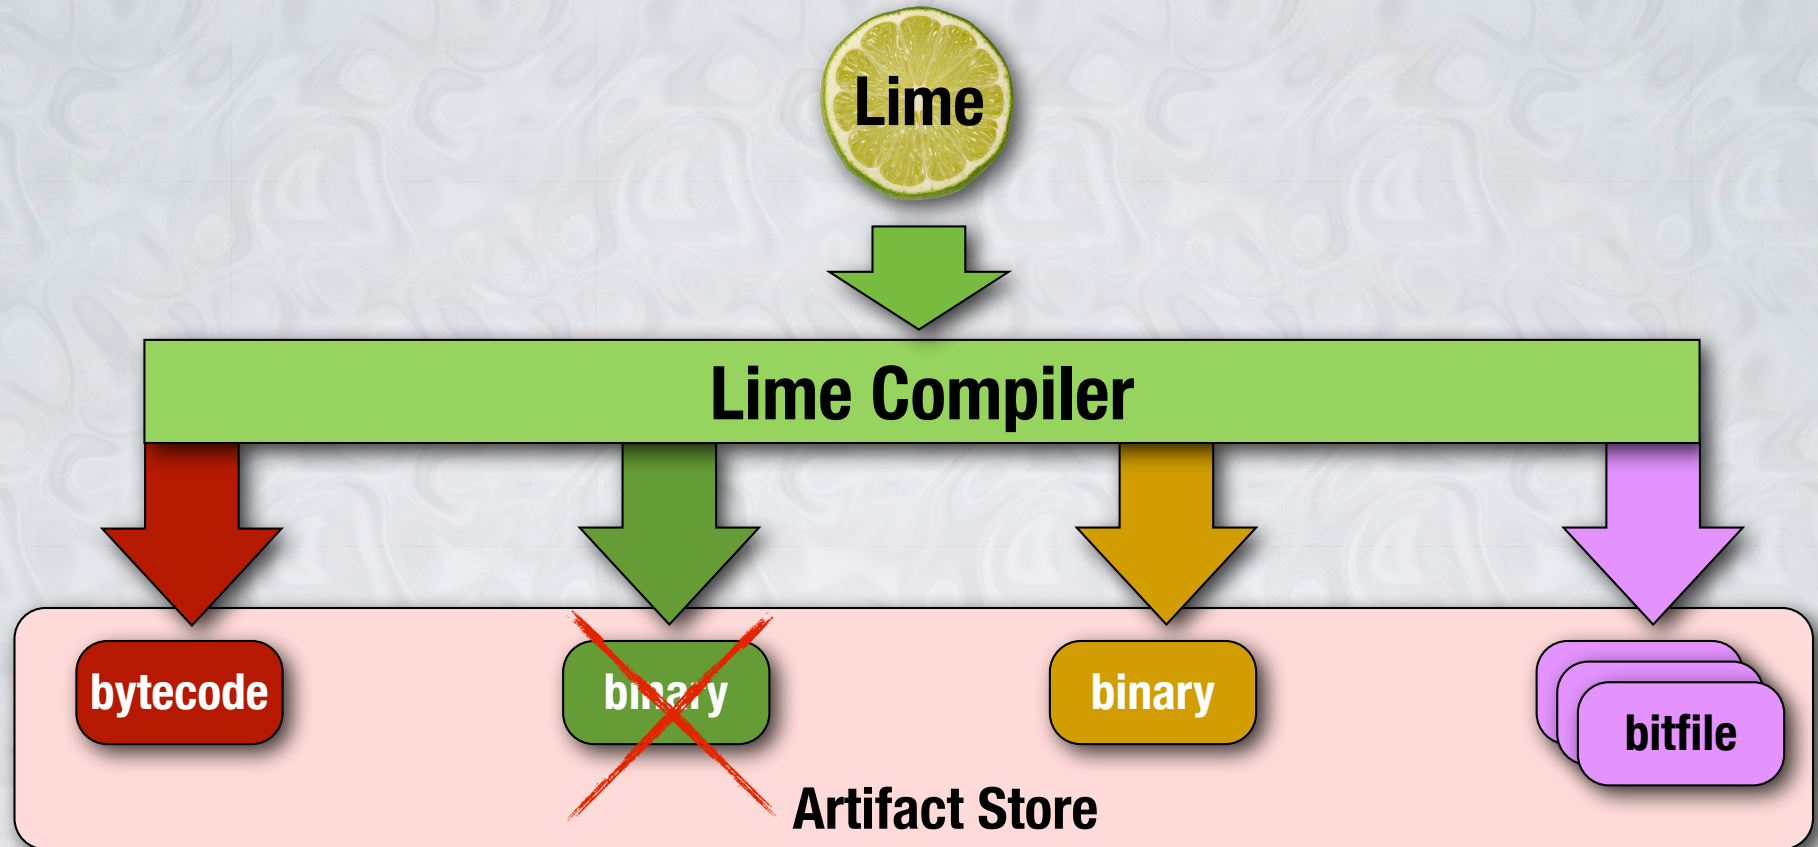 Lime
Lime Compiler
bytecode
binary
binary
bitfile
Artifact Store